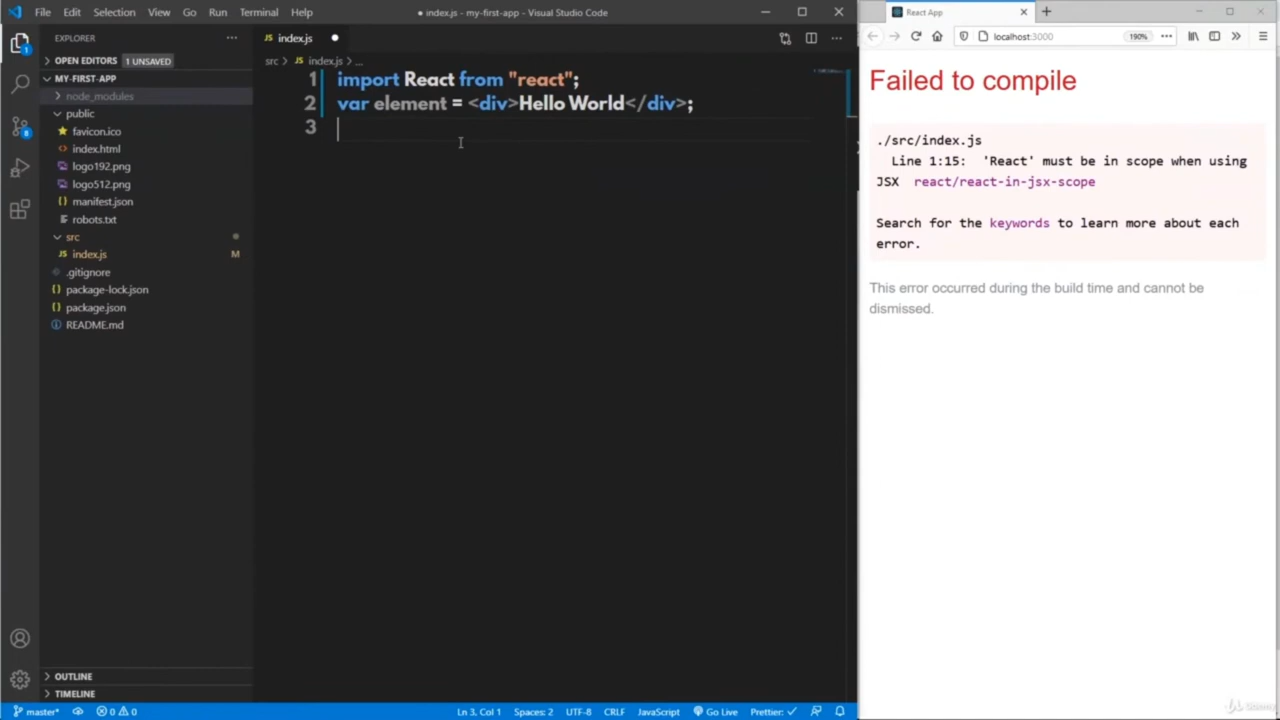 File Edit Selection View Go Run Terminal Help
● index.js - my-first-app - Visual Studio Code
EXPLORER
OPEN EDITORS 1 UNSAVED
MY-FIRST-APP
node_modules
public
favicon.ico
index.html
logo192.png
logo512.png
manifest.json
robots.txt
src
JS index.js M
.gitignore
{} package-lock.json
{} package.json
README.md
OUTLINE
TIMELINE
1
8
JS index.js ●
src > JS index.js > ...
1 import React from "react";
2 var element = <div>Hello World</div>;
3
master* 0 0 Ln 3, Col 1 Spaces: 2 UTF-8 CRLF JavaScript Go Live Prettier: ✓
React App
localhost:3000 190%
Failed to compile
./src/index.js
Line 1:15: 'React' must be in scope when using
JSX react/react-in-jsx-scope
Search for the keywords to learn more about each
error.
This error occurred during the build time and cannot be
dismissed.
Udemy